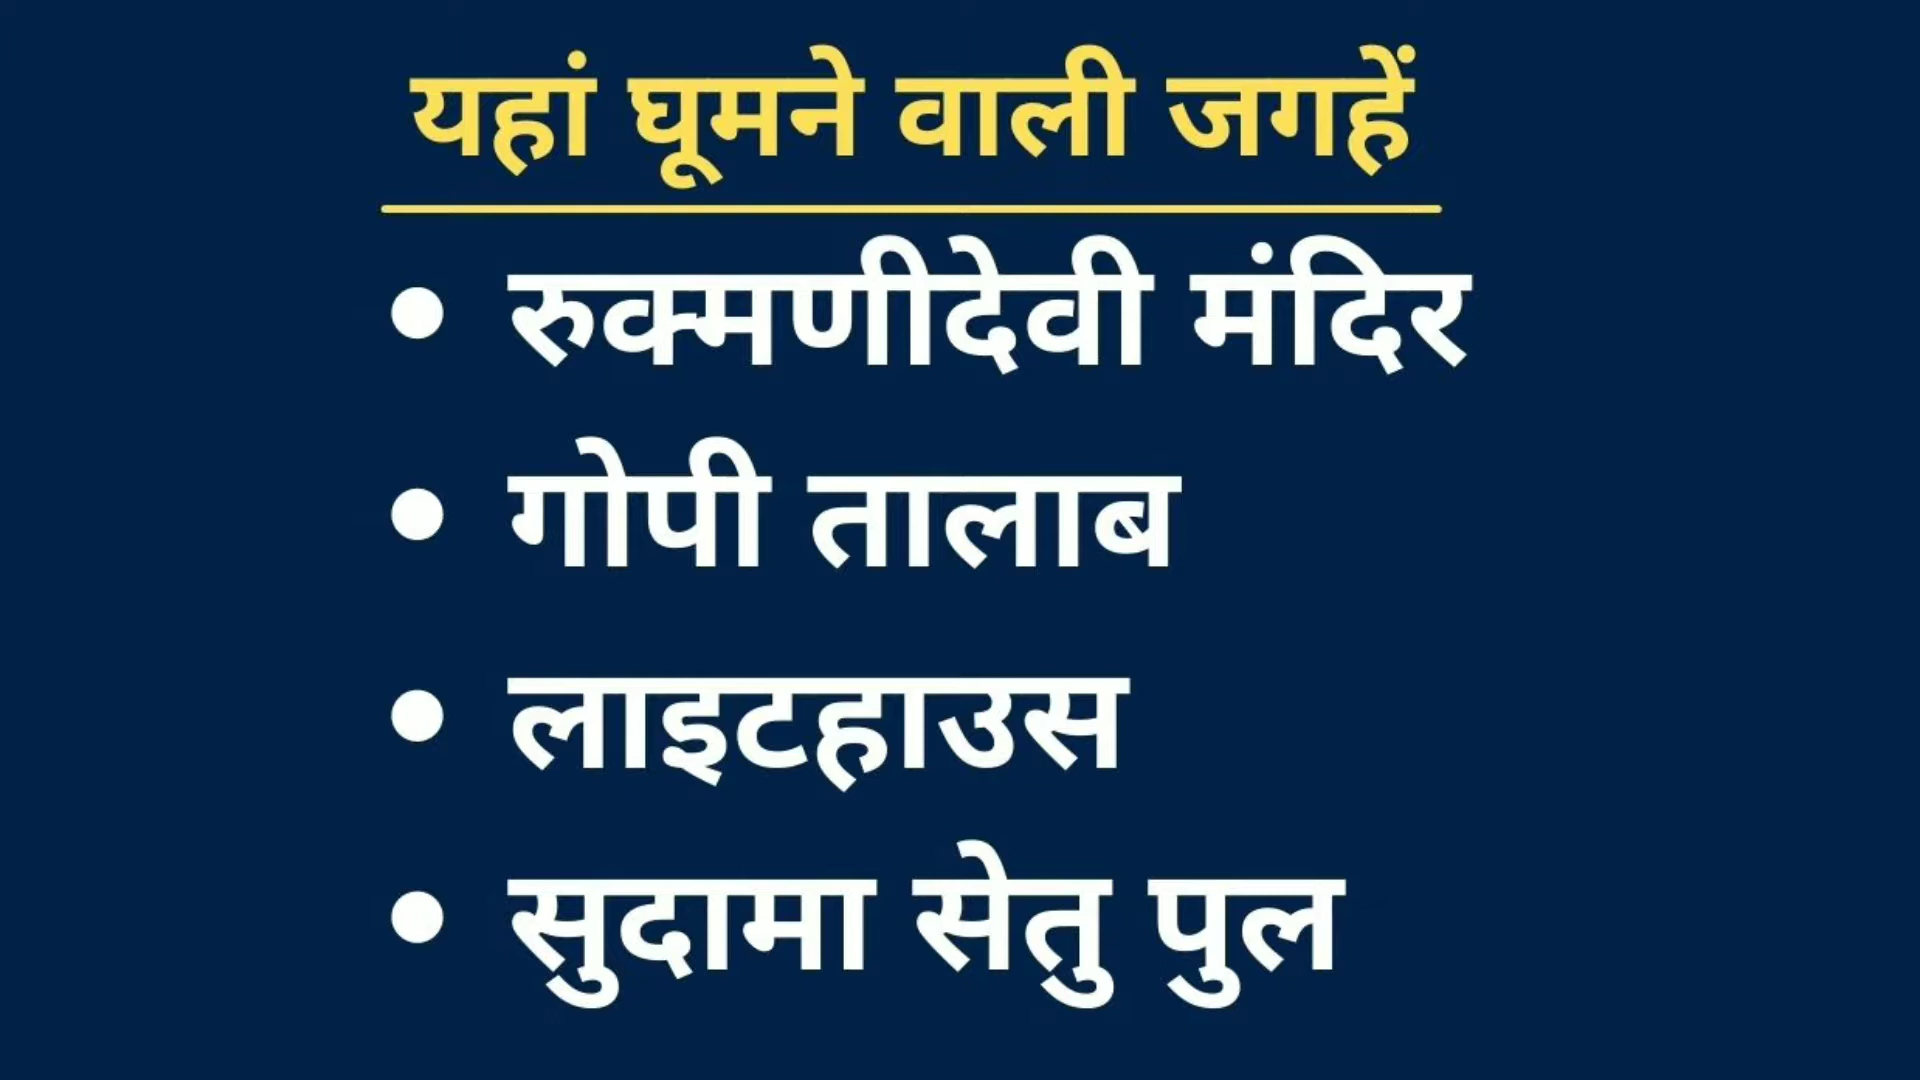 यहां घूमने वाली जगहें
• रुक्मणीदेवी मंदिर
• गोपी तालाब
• लाइटहाउस
• सुदामा सेतु पुल